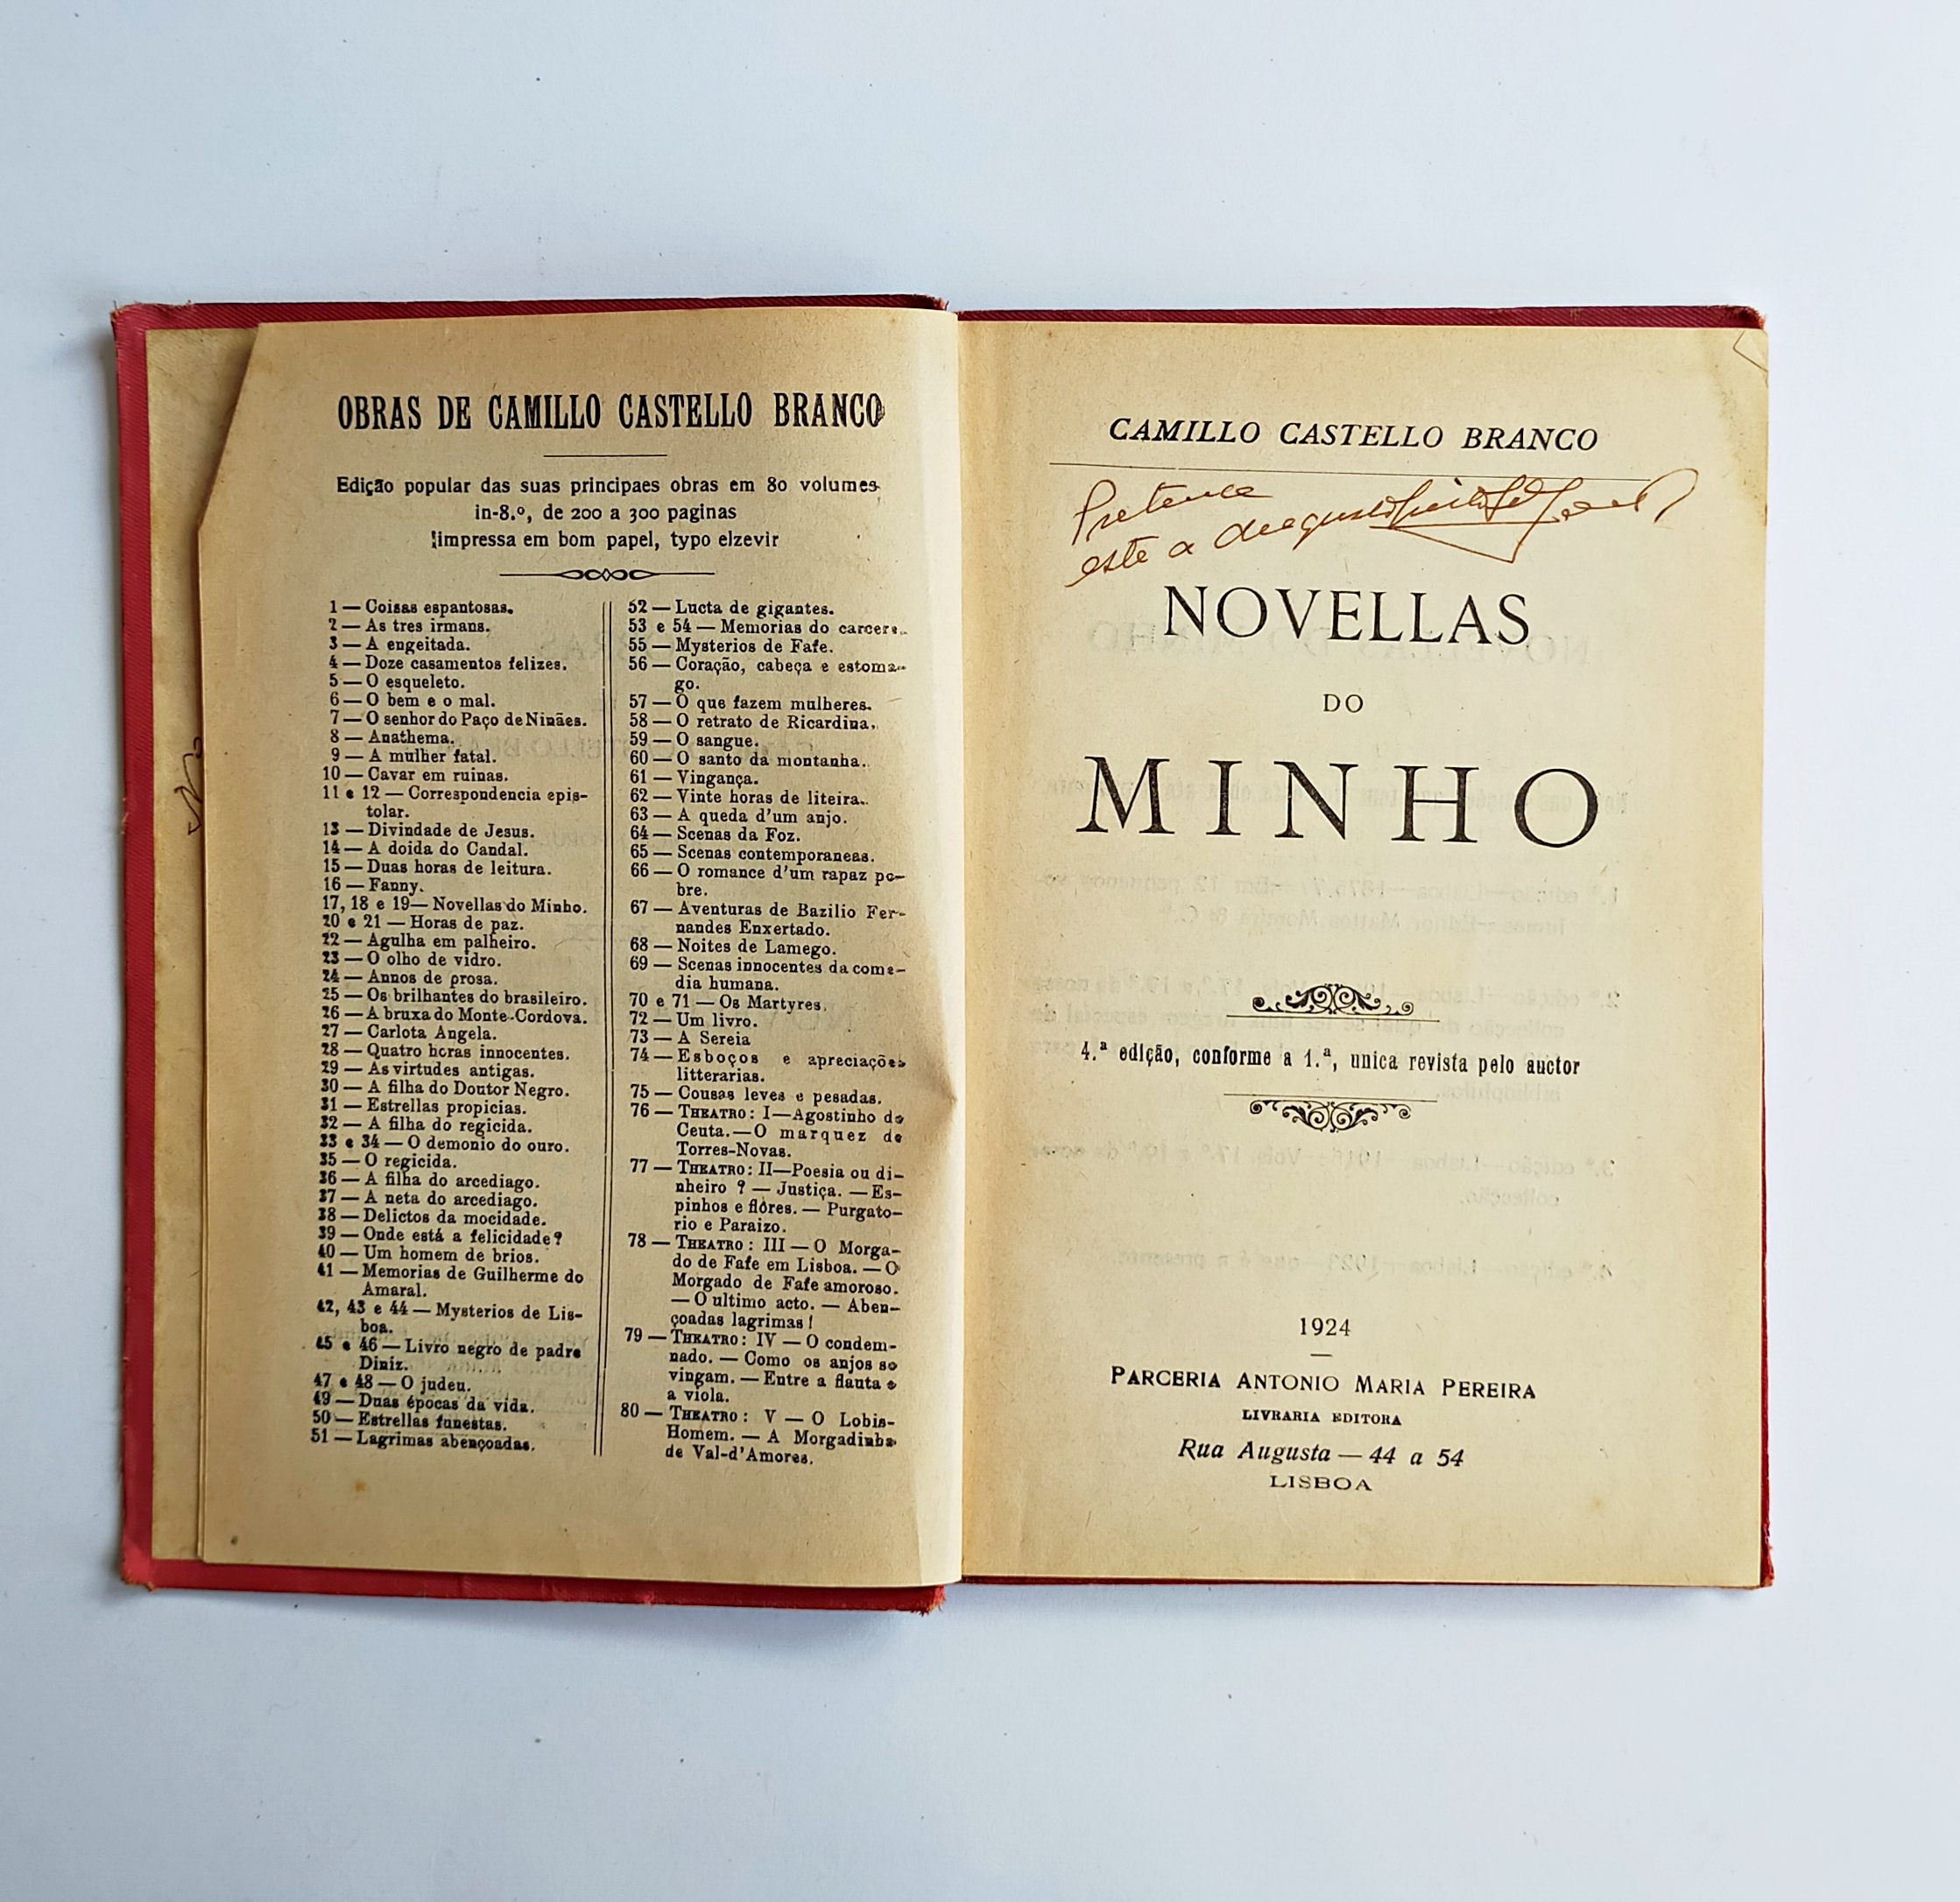 OBRAS DE CAMILLO CASTELLO BRANCO
Edição popular das suas principaes obras em 80 volumes
in-8.º, de 200 a 300 paginas
impressa em bom papel, typo elzevir
1 — Coisas espantosas.
2 — As tres irmans.
3 — A engeitada.
4 — Doze casamentos felizes.
5 — O esqueleto.
6 — O bem e o mal.
7 — O senhor do Paço de Ninães.
8 — Anathema.
9 — A mulher fatal.
10 — Cavar em ruinas.
11 e 12 — Correspondencia epis-
tolar.
13 — Divindade de Jesus.
14 — A doida do Candal.
15 — Duas horas de leitura.
16 — Fanny.
17, 18 e 19 — Novellas do Minho.
20 e 21 — Horas de paz.
22 — Agulha em palheiro.
23 — O olho de vidro.
24 — Annos de prosa.
25 — Os brilhantes do brasileiro.
26 — A bruxa do Monte-Cordova.
27 — Carlota Angela.
28 — Quatro horas innocentes.
29 — As virtudes antigas.
30 — A filha do Doutor Negro.
31 — Estrellas propicias.
32 — A filha do regicida.
33 e 34 — O demonio do ouro.
35 — O regicida.
36 — A filha do arcediago.
37 — A neta do arcediago.
38 — Delictos da mocidade.
39 — Onde está a felicidade?
40 — Um homem de brios.
41 — Memorias de Guilherme do
Amaral.
42, 43 e 44 — Mysterios de Lis-
boa.
45 e 46 — Livro negro de padre
Diniz.
47 e 48 — O judeu.
49 — Duas épocas da vida.
50 — Estrellas funestas.
51 — Lagrimas abençoadas.
52 — Lucta de gigantes.
53 e 54 — Memorias do carcere.
55 — Mysterios de Fafe.
56 — Coração, cabeça e estoma-
go.
57 — O que fazem mulheres.
58 — O retrato de Ricardina.
59 — O sangue.
60 — O santo da montanha.
61 — Vingança.
62 — Vinte horas de liteira.
63 — A queda d'um anjo.
64 — Scenas da Foz.
65 — Scenas contemporaneas.
66 — O romance d'um rapaz po-
bre.
67 — Aventuras de Bazilio Fer-
nandes Enxertado.
68 — Noites de Lamego.
69 — Scenas innocentes da come-
dia humana.
70 e 71 — Os Martyres.
72 — Um livro.
73 — A Sereia
74 — Esboços e apreciações
litterarias.
75 — Cousas leves e pesadas.
76 — THEATRO: I — Agostinho de
Ceuta. — O marquez de
Torres-Novas.
77 — THEATRO: II — Poesia ou di-
nheiro? — Justiça. — Es-
pinhos e flôres. — Purgato-
rio e Paraizo.
78 — THEATRO: III — O Morga-
do de Fafe em Lisboa. — O
Morgado de Fafe amoroso.
— O ultimo acto. — Aben-
çoadas lagrimas!
79 — THEATRO: IV — O condem-
nado. — Como os anjos se
vingam. — Entre a flauta e
a viola.
80 — THEATRO: V — O Lobis-
Homem. — A Morgadinha
de Val-d'Amores.
CAMILLO CASTELLO BRANCO
Pretence
este a Augusto
NOVELLAS
DO
MINHO
4.ª edição, conforme a 1.ª, unica revista pelo auctor
1924
PARCERIA ANTONIO MARIA PEREIRA
LIVRARIA EDITORA
Rua Augusta — 44 a 54
LISBOA